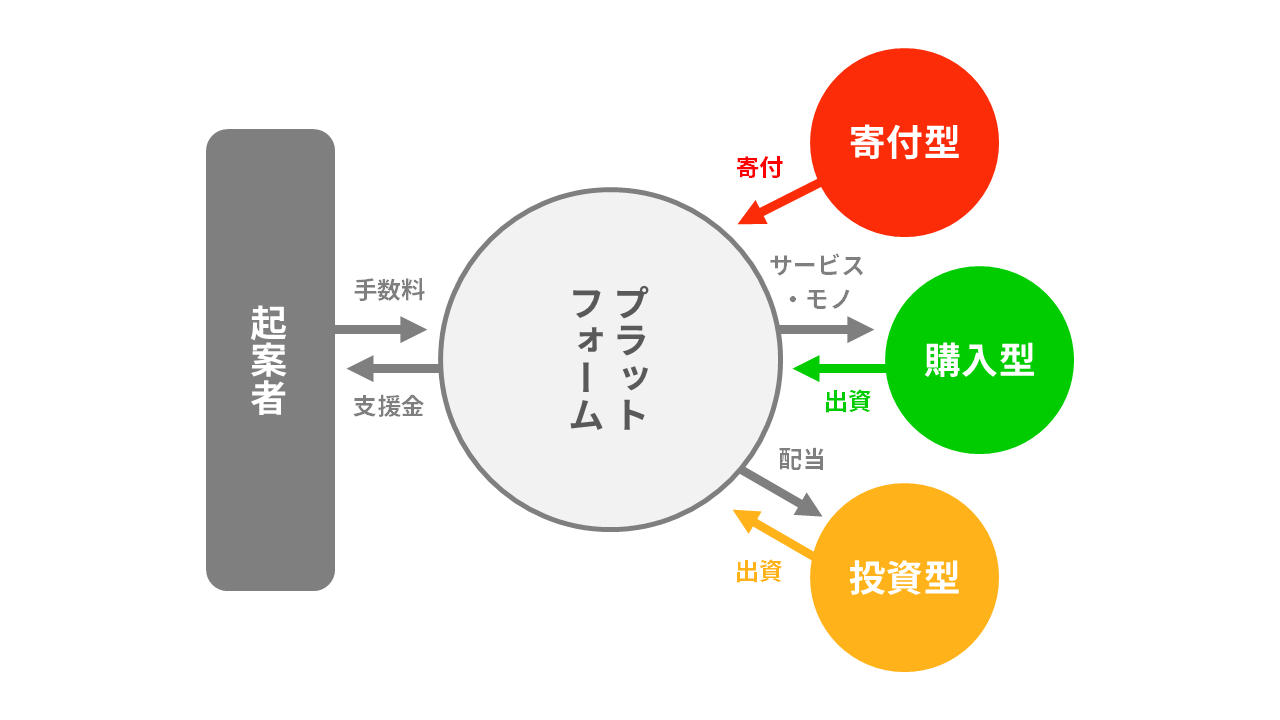 起案者
手数料
支援金
プラット
フォーム
寄付
寄付型
サービス
・モノ
購入型
出資
配当
出資
投資型